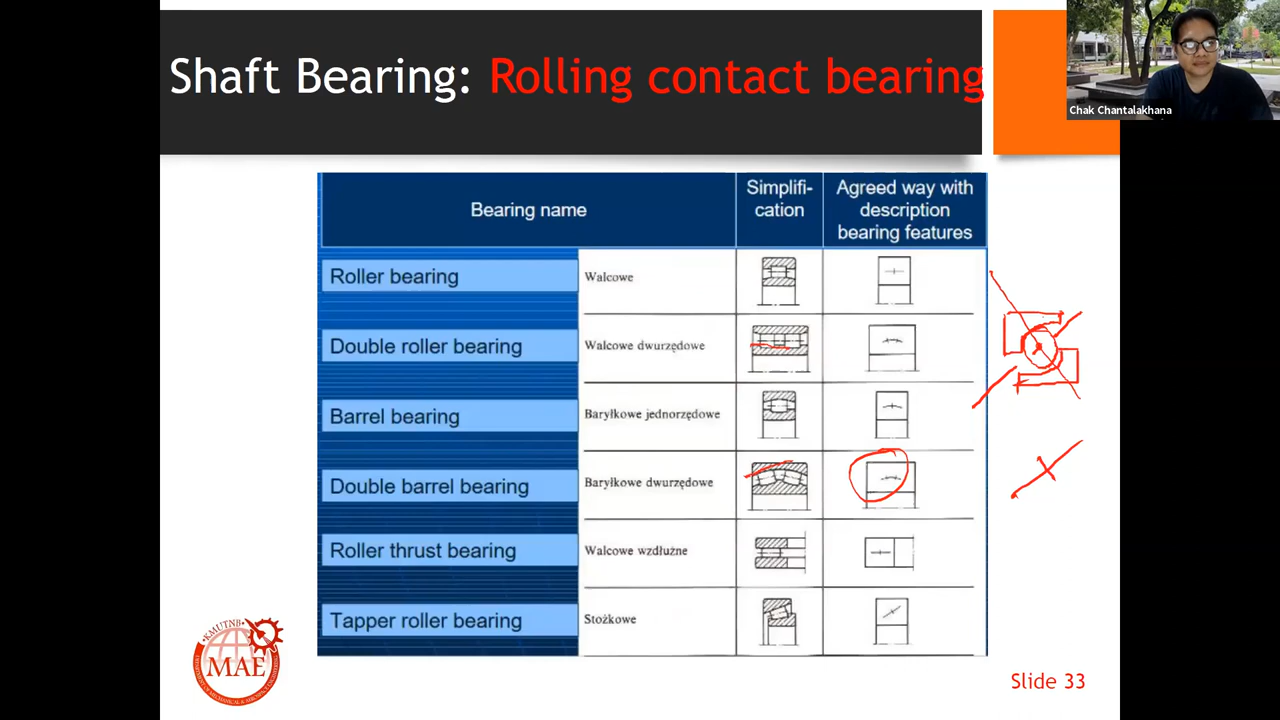 Shaft Bearing: Rolling contact bearing
Chak Chantalakhana
Bearing name
Simplifi-
cation
Agreed way with
description
bearing features
Roller bearing
Walcowe
Double roller bearing
Walcowe dwurzędowe
Barrel bearing
Baryłkowe jednorzędowe
Double barrel bearing
Baryłkowe dwurzędowe
Roller thrust bearing
Walcowe wzdłużne
Tapper roller bearing
Stożkowe
KMUTNB
MAE
Slide 33